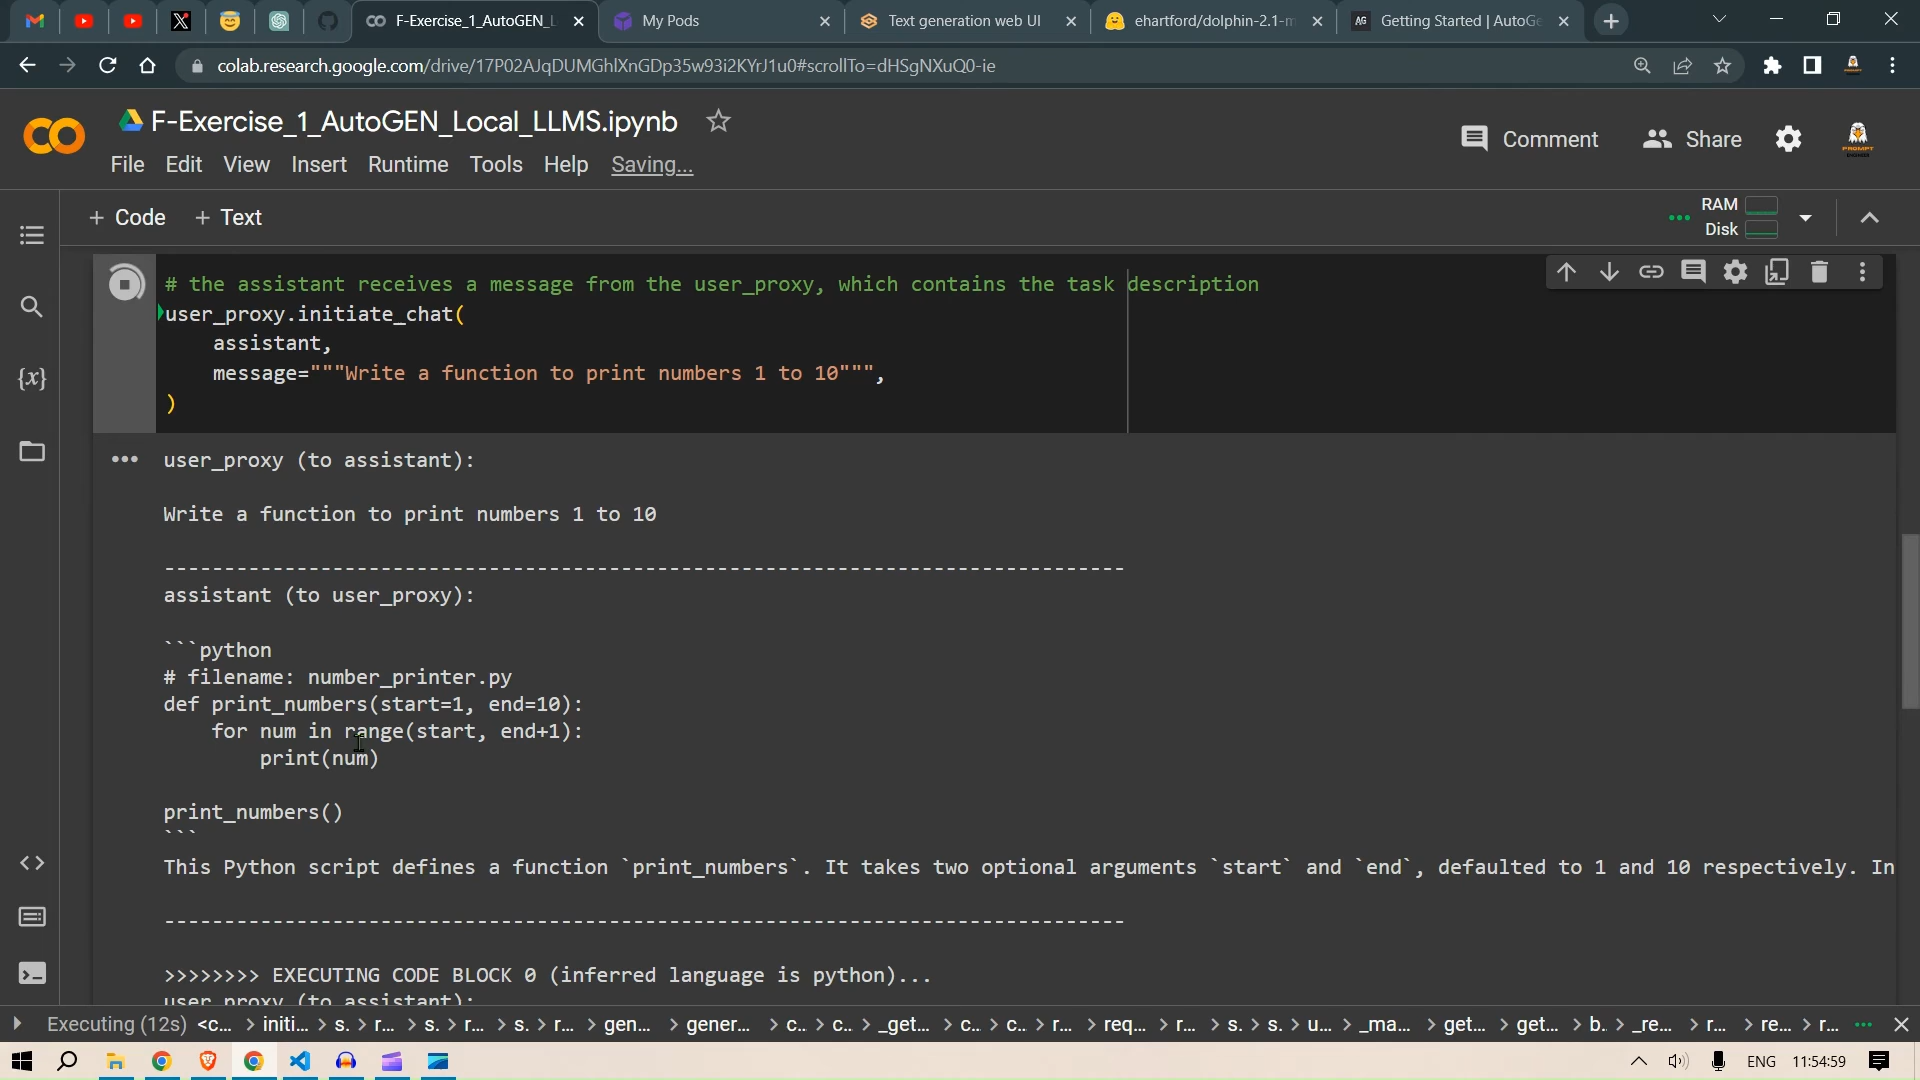 F-Exercise_1_AutoGEN_L
My Pods
Text generation web UI
ehartford/dolphin-2.1-m
AG
Getting Started | AutoGe
colab.research.google.com/drive/17P02AJqDUMGhlXnGDp35w93i2KYrJ1u0#scrollTo=dHSgNXuQ0-ie
F-Exercise_1_AutoGEN_Local_LLMS.ipynb
Comment
Share
File Edit View Insert Runtime Tools Help Saving...
+ Code + Text
RAM
Disk
# the assistant receives a message from the user_proxy, which contains the task description
user_proxy.initiate_chat(
assistant,
message="""Write a function to print numbers 1 to 10""",
)
user_proxy (to assistant):
Write a function to print numbers 1 to 10
--------------------------------------------------------------------------------
assistant (to user_proxy):
```python
# filename: number_printer.py
def print_numbers(start=1, end=10):
for num in range(start, end+1):
print(num)
print_numbers()
```
This Python script defines a function `print_numbers`. It takes two optional arguments `start` and `end`, defaulted to 1 and 10 respectively. In
--------------------------------------------------------------------------------
>>>>>>>> EXECUTING CODE BLOCK 0 (inferred language is python)...
user_proxy (to assistant):
Executing (12s) <c... > initi... > s. > r... > s. > r... > s. > r... > gen... > gener... > c... > c... > _get... > c... > c... > r... > req... > r... > s. > s. > u... > _ma... > get... > get... > b. > _re... > r... > re... > r... ...
ENG 11:54:59